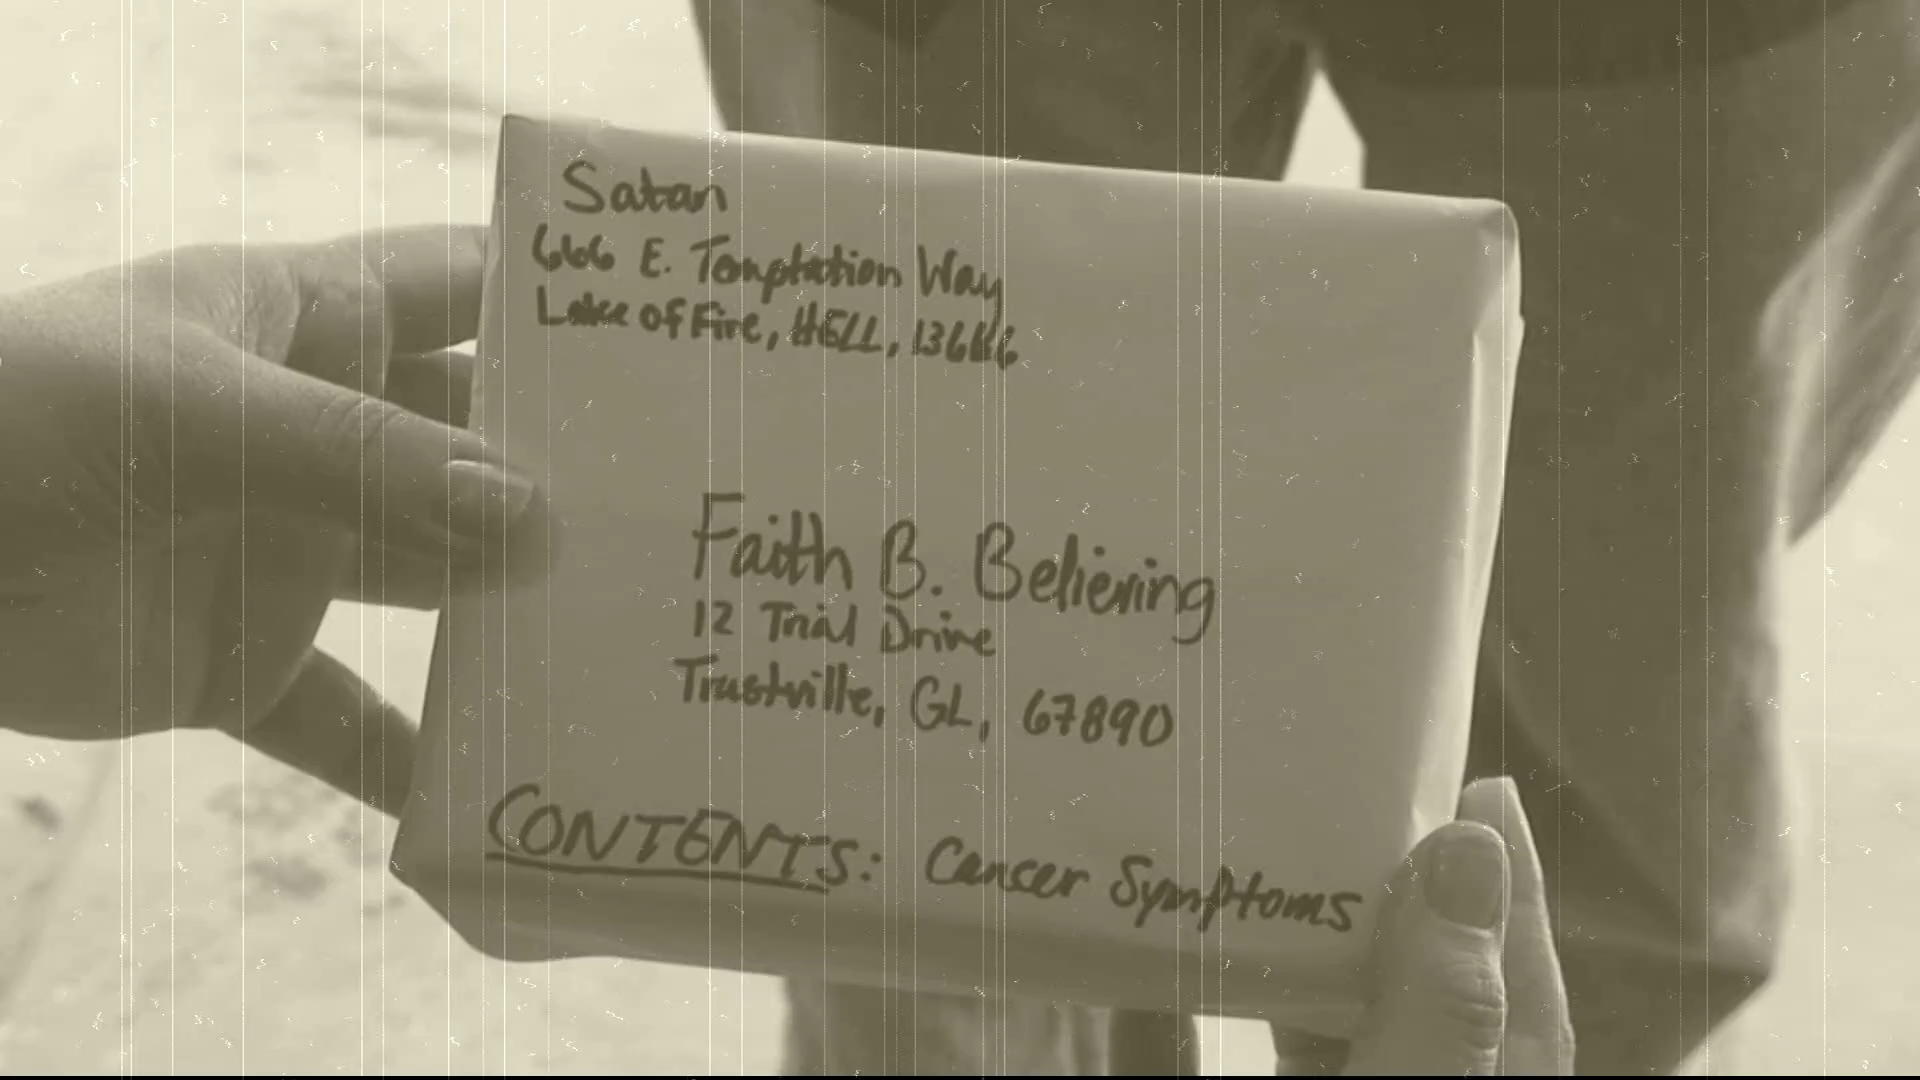 Satan
666 E. Temptation Way
Lake of Fire, HELL, 13666
Faith B. Believing
12 Trial Drive
Trustville, GL, 67890
CONTENTS: Cancer Symptoms